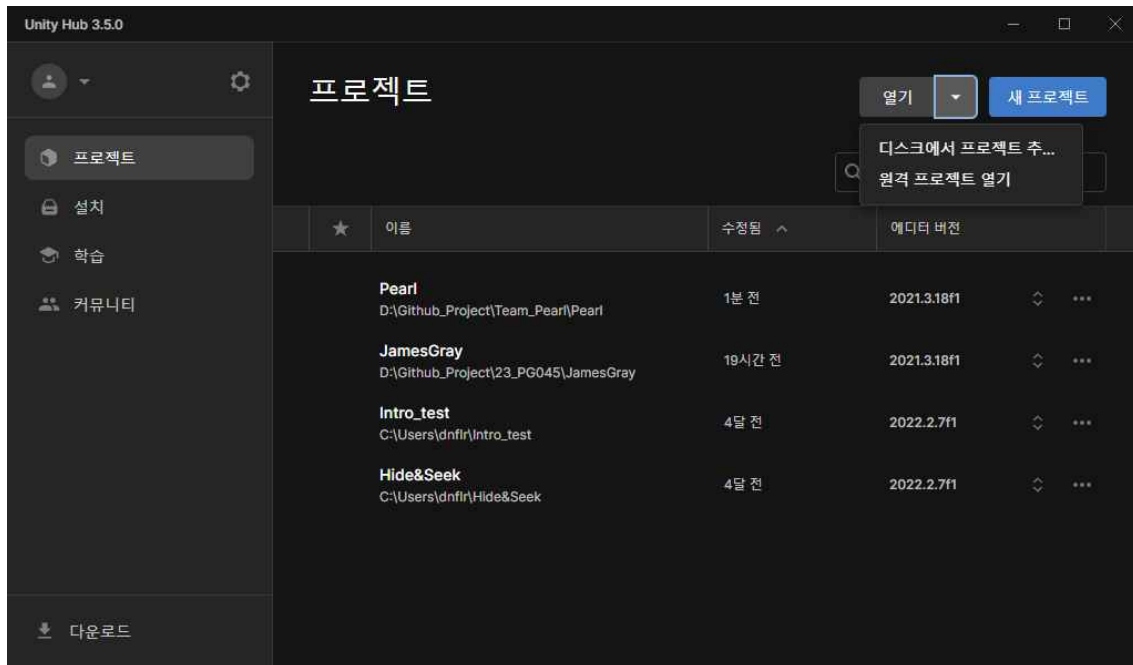 Unity Hub 3.5.0
프로젝트
열기
새 프로젝트
디스크에서 프로젝트 추...
원격 프로젝트 열기
프로젝트
설치
학습
커뮤니티
다운로드
이름
수정됨
에디터 버전
Pearl
D:\Github_Project\Team_Pearl\Pearl
1분 전
2021.3.18f1
JamesGray
D:\Github_Project\23_PG045\JamesGray
19시간 전
2021.3.18f1
Intro_test
C:\Users\dnflr\Intro_test
4달 전
2022.2.7f1
Hide&Seek
C:\Users\dnflr\Hide&Seek
4달 전
2022.2.7f1